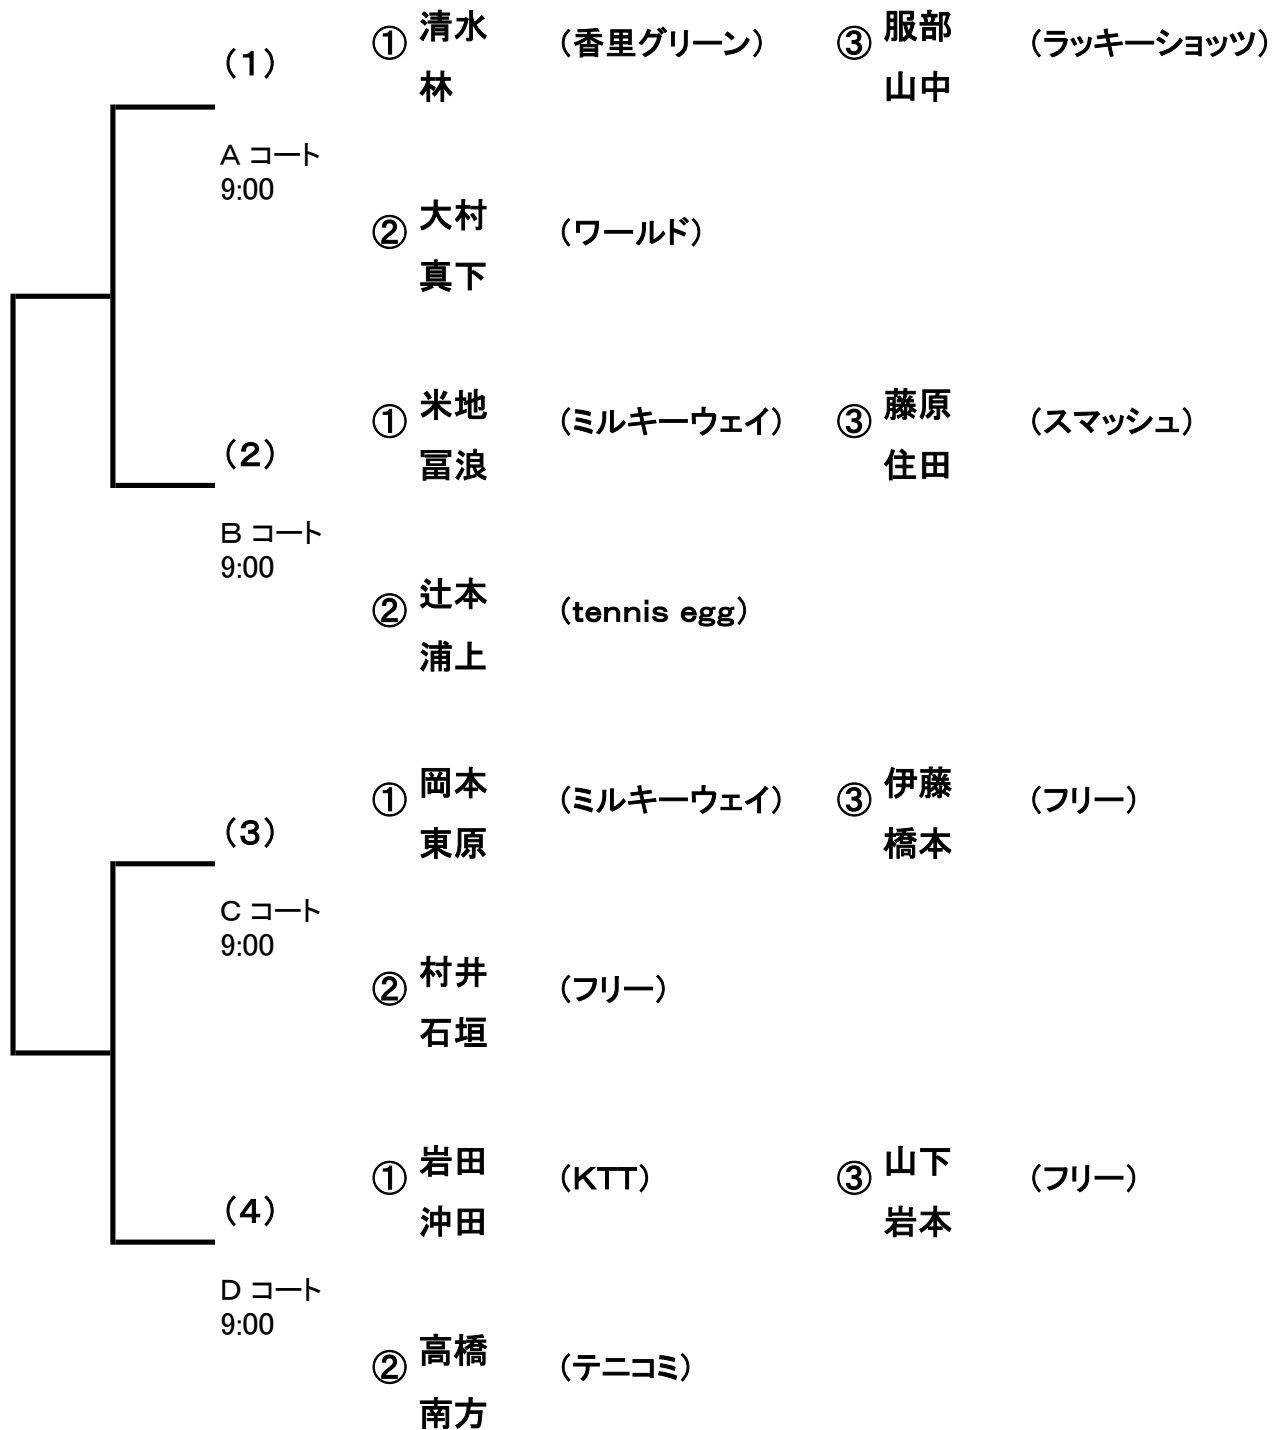 (1)
① 清水 (香里グリーン) ③ 服部 (ラッキーショッツ)
林 山中
A コート
9:00
② 大村 (ワールド)
真下
(2)
① 米地 (ミルキーウェイ) ③ 藤原 (スマッシュ)
冨浪 住田
B コート
9:00
② 辻本 (tennis egg)
浦上
(3)
① 岡本 (ミルキーウェイ) ③ 伊藤 (フリー)
東原 橋本
C コート
9:00
② 村井 (フリー)
石垣
(4)
① 岩田 (KTT) ③ 山下 (フリー)
沖田 岩本
D コート
9:00
② 高橋 (テニコミ)
南方